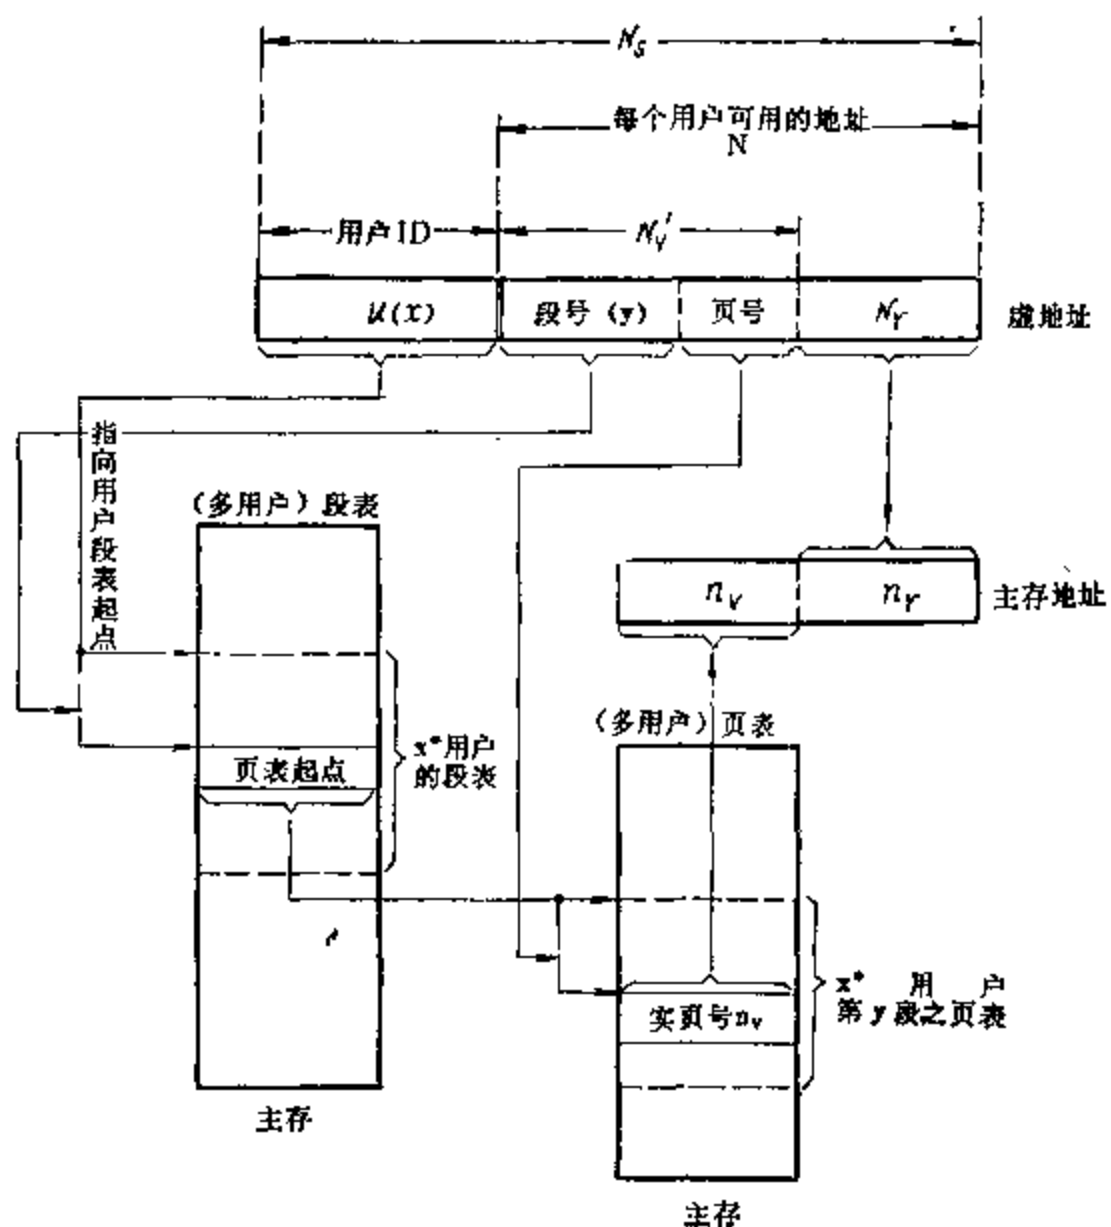 N_S
每个用户可用的地址
N
用户ID
N_v'
u(x)
段号 (y)
页号
N_r
虚地址
指向用户段表起点
(多用户) 段表
n_v
n_r
主存地址
(多用户) 页表
页表起点
x*用户
的段表
实页号n_v
x* 用户
第y段之页表
主存
主存